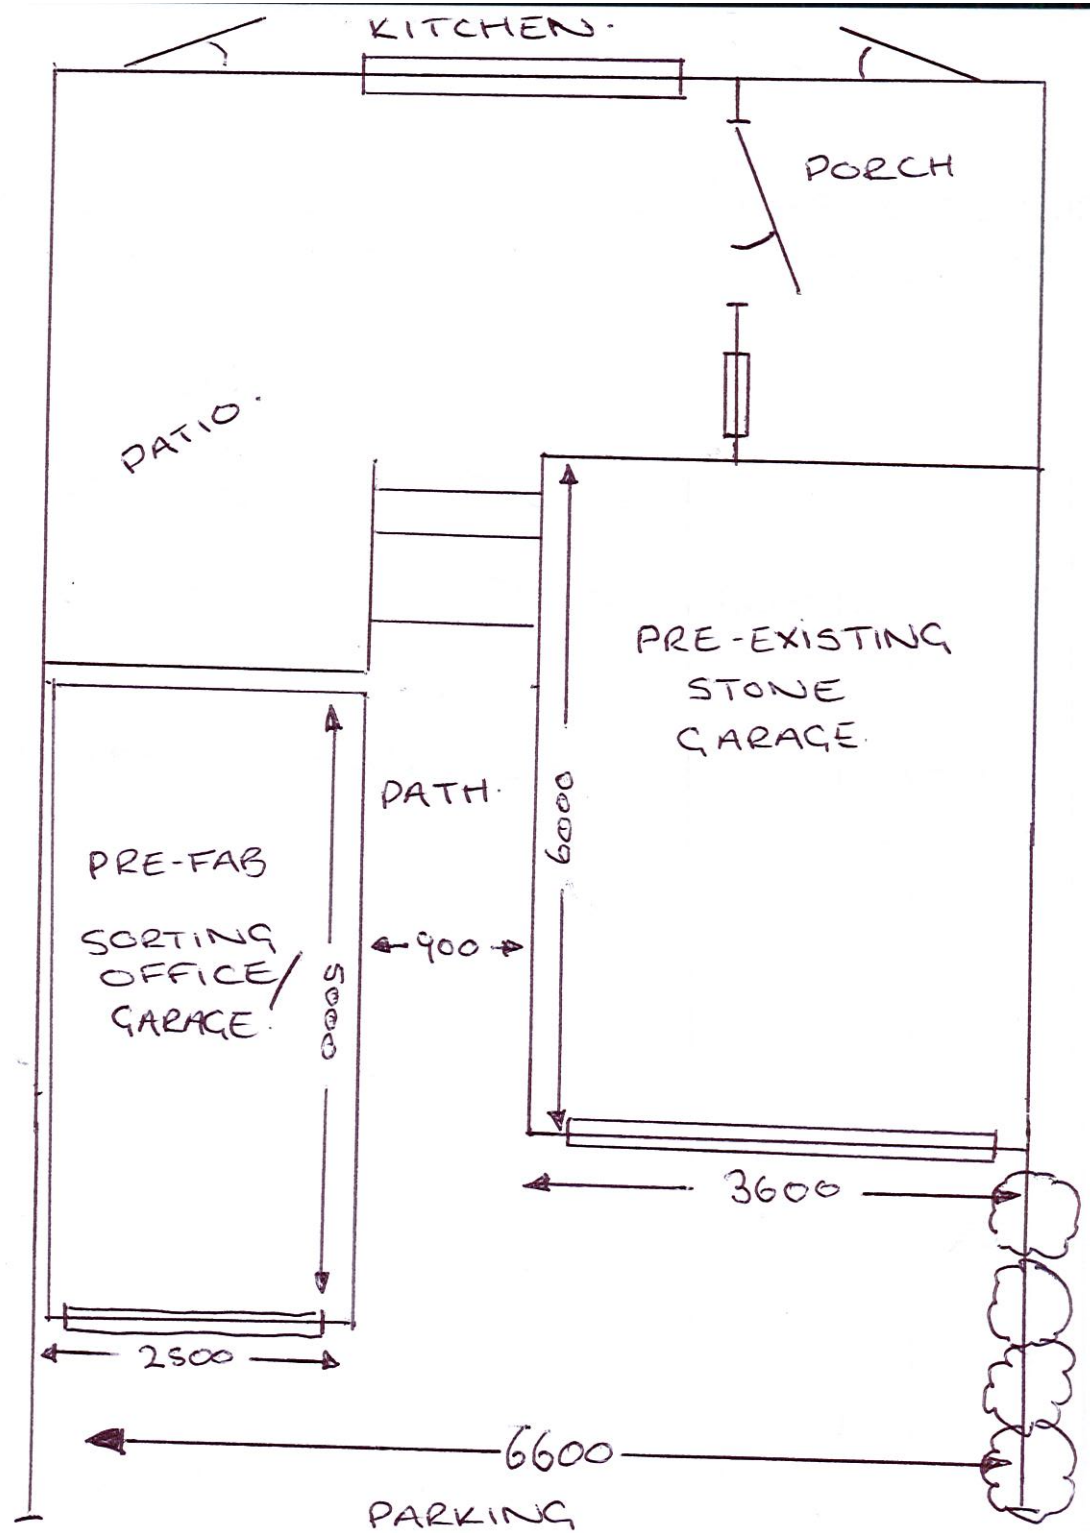 KITCHEN.
PORCH
PATIO.
PRE-EXISTING
STONE
GARAGE.
6000
PATH.
PRE-FAB
SORTING
OFFICE/
GARAGE.
5000
900
3600
2500
6600
PARKING